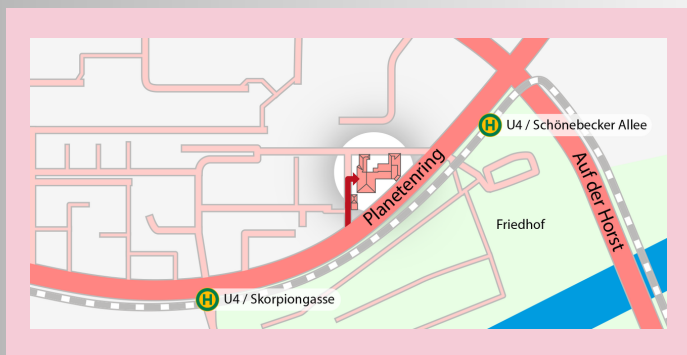 H U4 / Schönebecker Allee
Planetenring
Auf der Horst
Friedhof
H U4 / Skorpiongasse